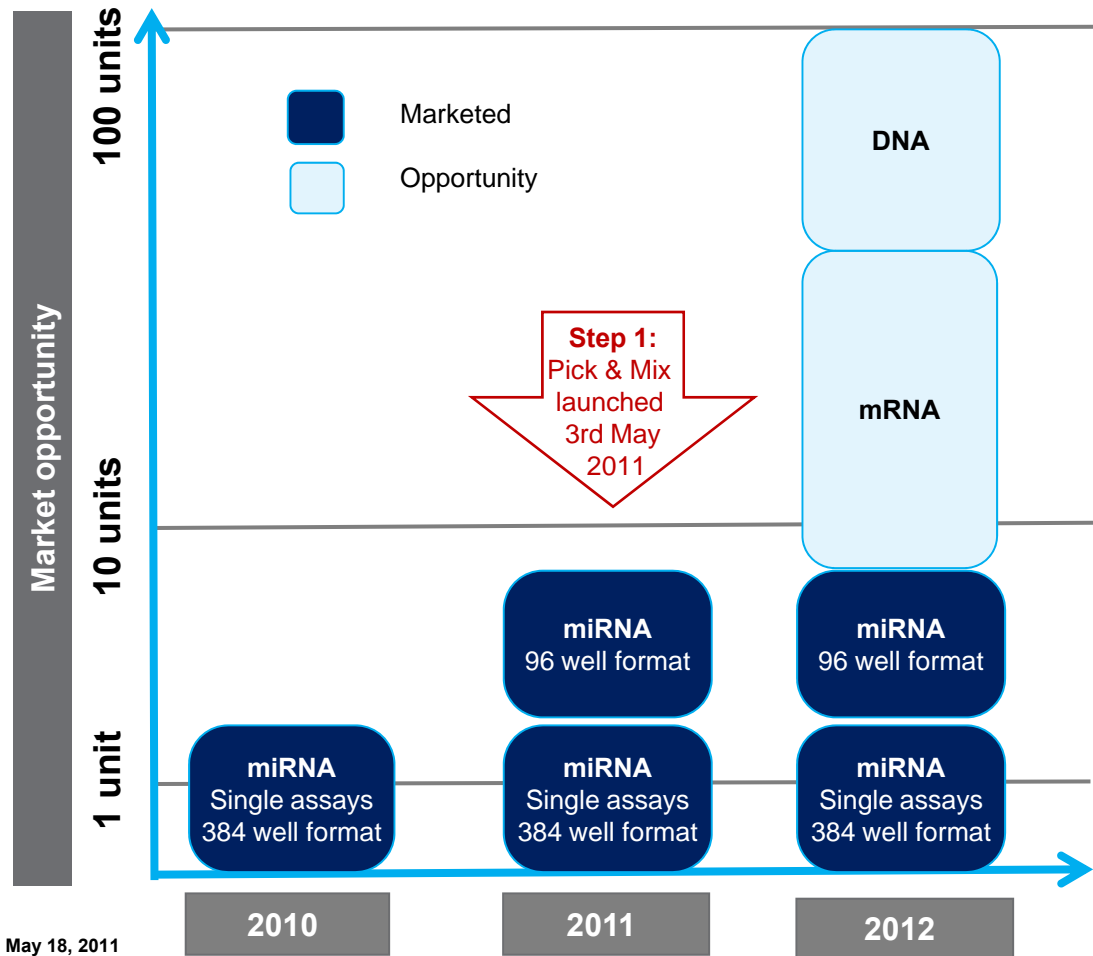 Market opportunity
100 units
10 units
1 unit
Marketed
Opportunity
Step 1:
Pick & Mix
launched
3rd May
2011
DNA
mRNA
miRNA
96 well format
miRNA
96 well format
miRNA
Single assays
384 well format
miRNA
Single assays
384 well format
miRNA
Single assays
384 well format
2010
2011
2012
May 18, 2011